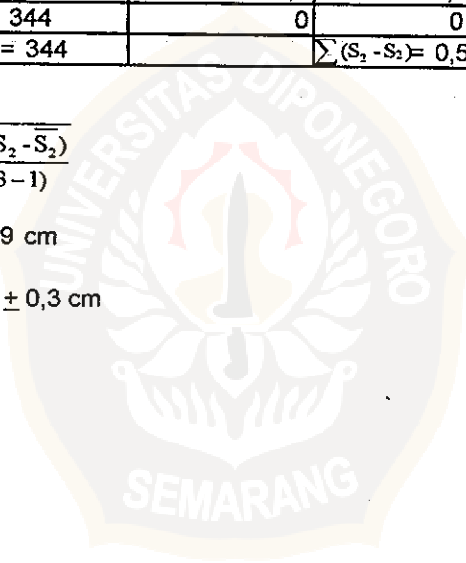 344 0 0
= 344 ∑(S₂ -S₂)= 0,5
S₂ -S̅₂)
3 – 1)
9 cm
± 0,3 cm
UNIVERSITAS DIPONEGORO
SEMARANG